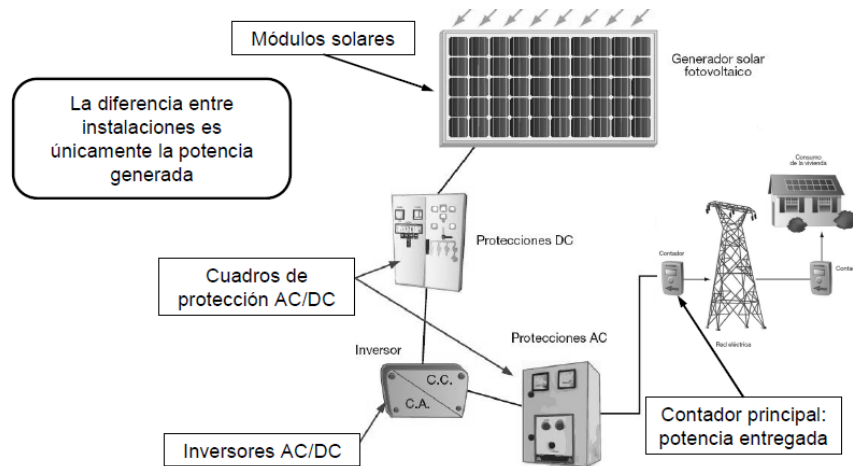 Módulos solares
Generador solar
fotovoltaico
La diferencia entre
instalaciones es
únicamente la potencia
generada
Consumo
de la vivienda
Protecciones DC
Contador
Conta
Cuadros de
protección AC/DC
Protecciones AC
Inversor
Red eléctrica
C.C.
C.A.
Inversores AC/DC
Contador principal:
potencia entregada